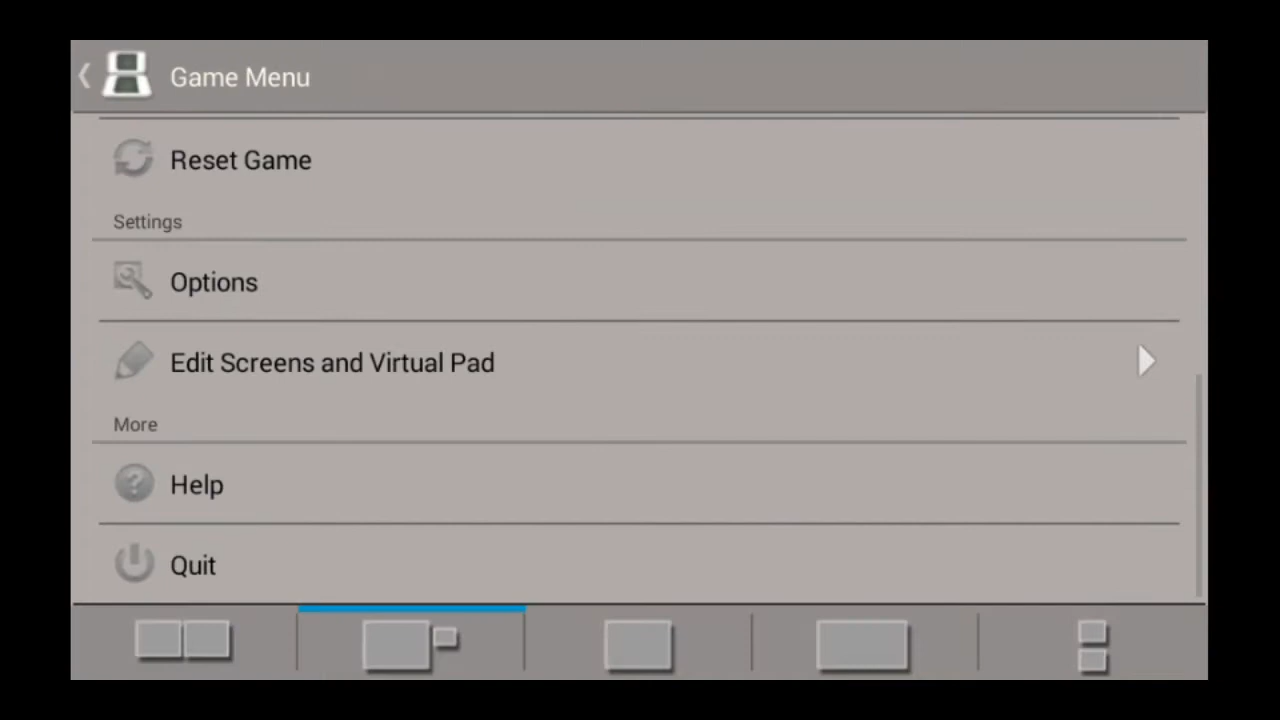 Game Menu
Reset Game
Settings
Options
Edit Screens and Virtual Pad
More
Help
Quit